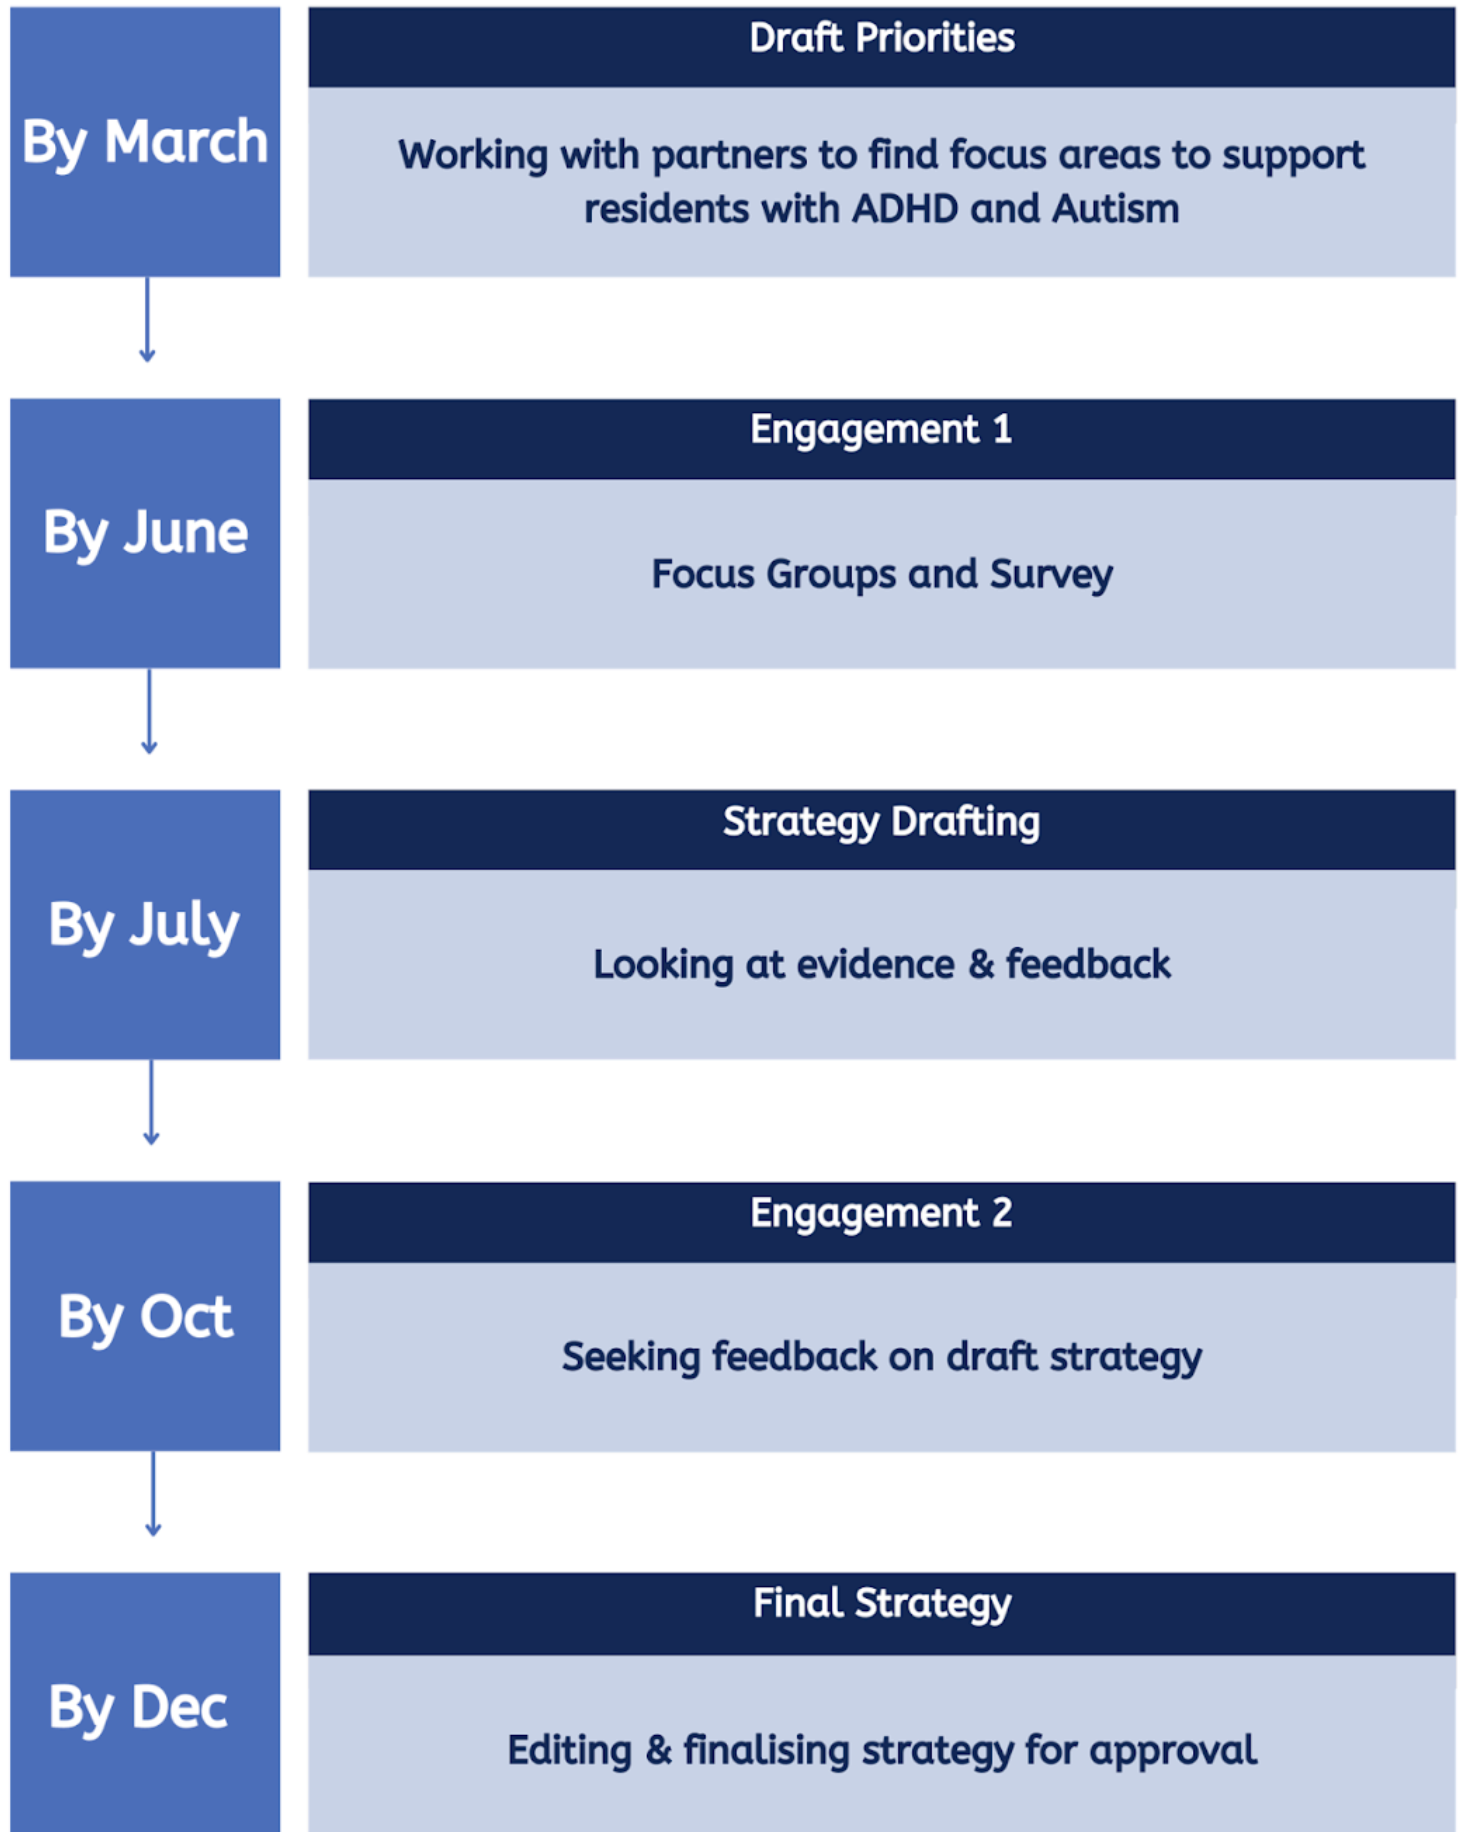 By March
Draft Priorities
Working with partners to find focus areas to support
residents with ADHD and Autism
By June
Engagement 1
Focus Groups and Survey
By July
Strategy Drafting
Looking at evidence & feedback
By Oct
Engagement 2
Seeking feedback on draft strategy
By Dec
Final Strategy
Editing & finalising strategy for approval